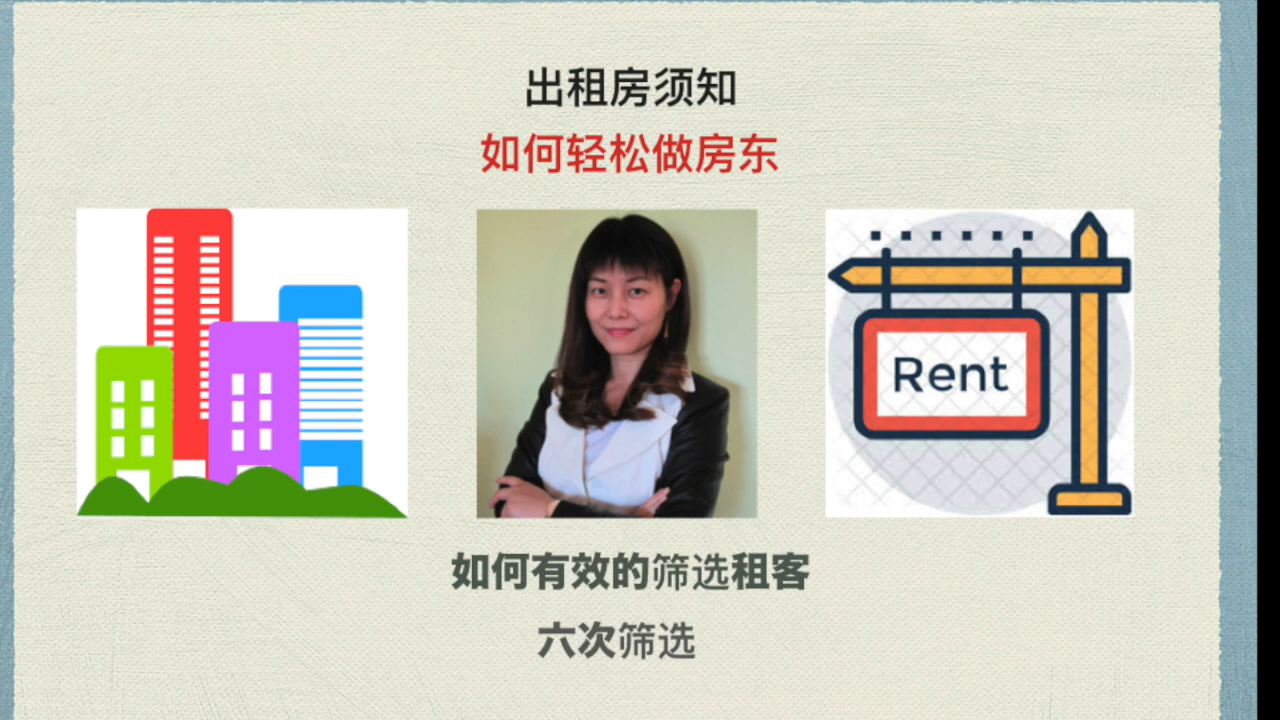 出租房须知
如何轻松做房东
Rent
如何有效的筛选租客
六次筛选